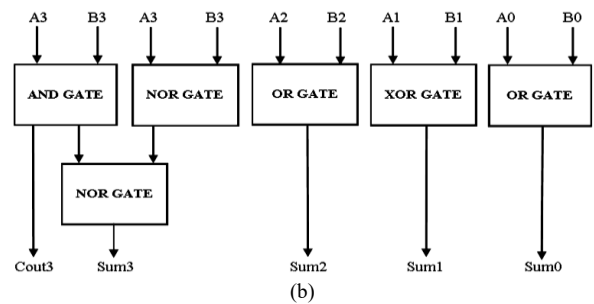 A3 B3 A3 B3 A2 B2 A1 B1 A0 B0
AND GATE NOR GATE OR GATE XOR GATE OR GATE
NOR GATE
Cout3 Sum3 Sum2 Sum1 Sum0
(b)